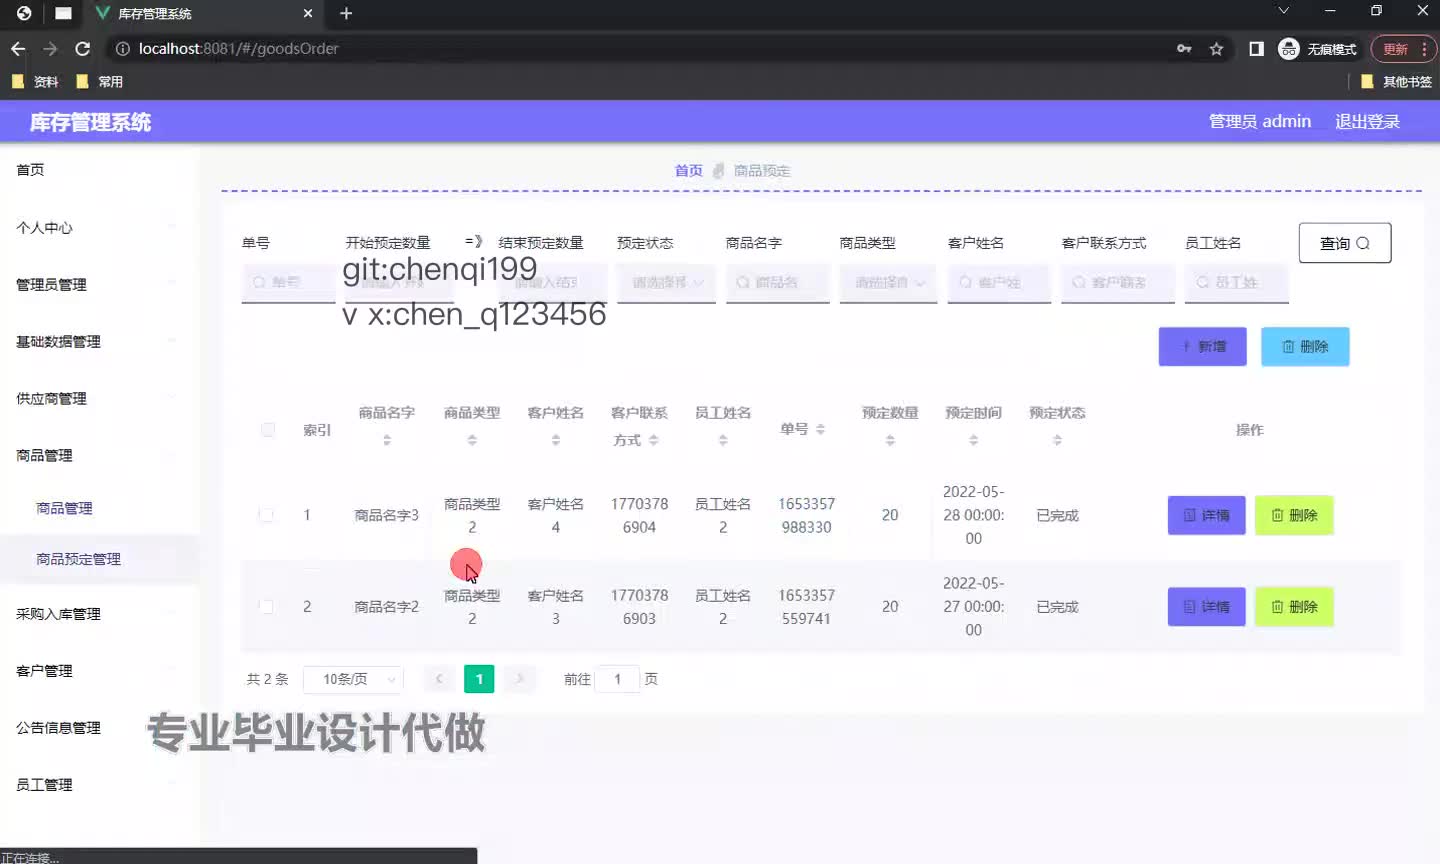 库存管理系统
localhost:8081/#/goodsOrder
无痕模式
更新
资料
常用
其他书签
库存管理系统
管理员 admin
退出登录
首页
商品预定
首页
个人中心
管理员管理
基础数据管理
供应商管理
商品管理
商品管理
商品预定管理
采购入库管理
客户管理
公告信息管理
员工管理
单号
开始预定数量
=》
结束预定数量
预定状态
商品名字
商品类型
客户姓名
客户联系方式
员工姓名
查询
单号
请选择预
商品名
请选择商
客户姓
客户联系
员工姓
git:chenqi199
v x:chen_q123456
新增
删除
索引
商品名字
商品类型
客户姓名
客户联系
方式
员工姓名
单号
预定数量
预定时间
预定状态
操作
1
商品名字3
商品类型
2
客户姓名
4
1770378
6904
员工姓名
2
1653357
988330
20
2022-05-
28 00:00:
00
已完成
详情
删除
2
商品名字2
商品类型
2
客户姓名
3
1770378
6903
员工姓名
2
1653357
559741
20
2022-05-
27 00:00:
00
已完成
详情
删除
共 2 条
10条/页
1
前往
1
页
专业毕业设计代做
正在连接...